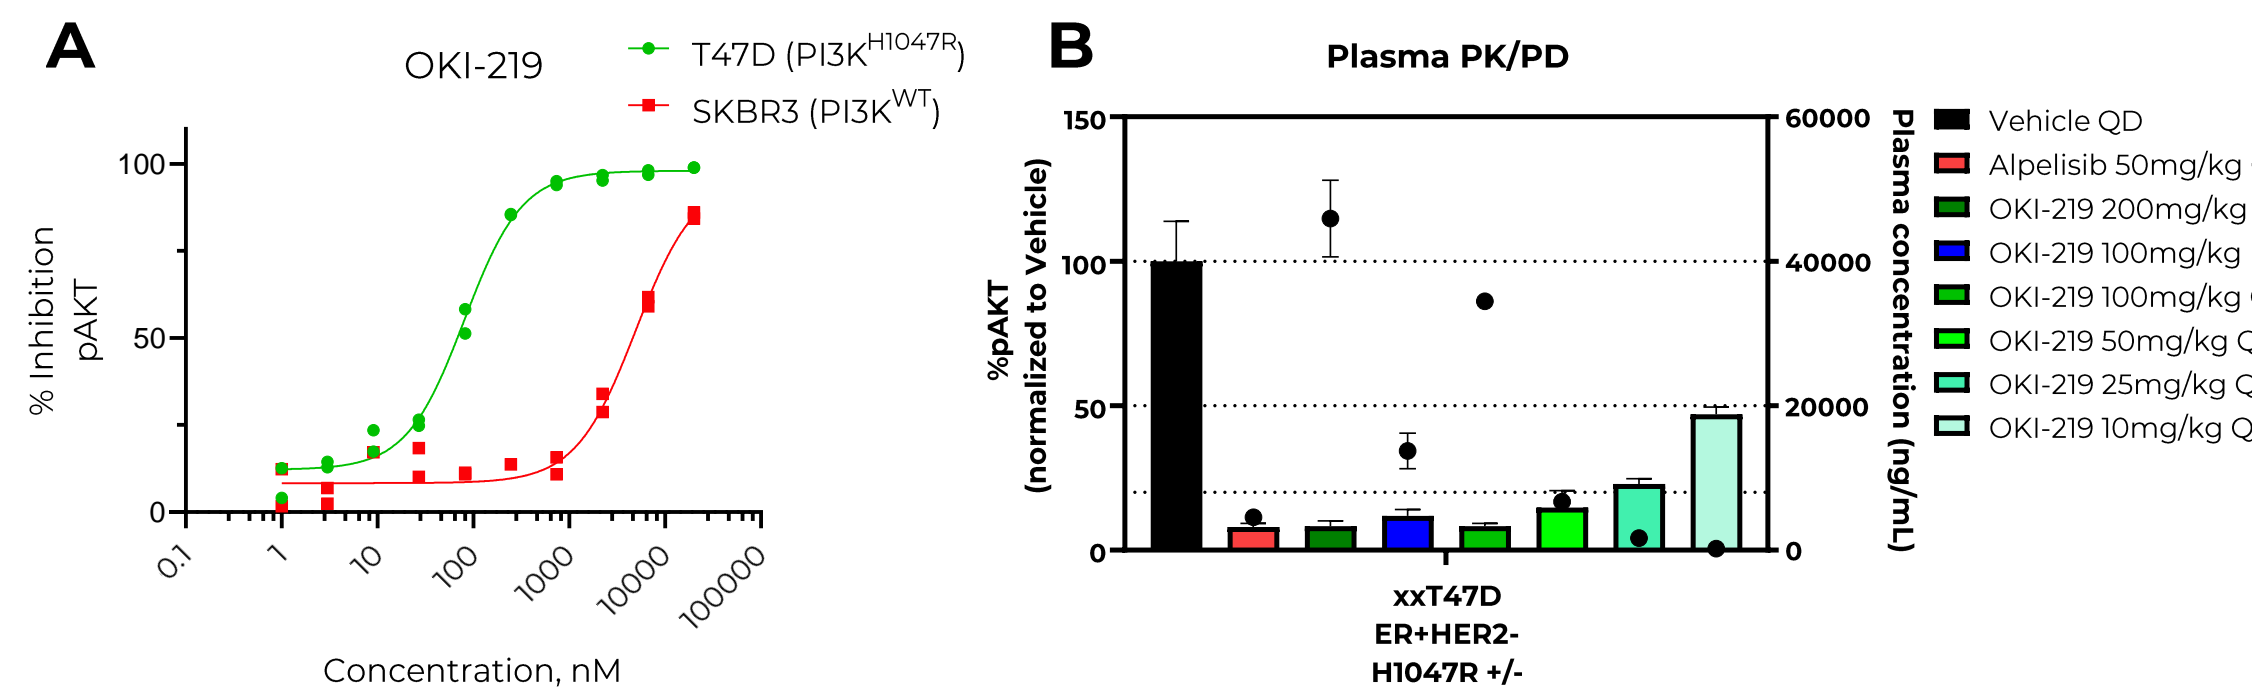 A
OKI-219
T47D (PI3K^H1047R)
SKBR3 (PI3K^WT)
% Inhibition
pAKT
100
50
0
0.1
1
10
100
1000
10000
100000
Concentration, nM
B
Plasma PK/PD
%pAKT
(normalized to Vehicle)
150
100
50
0
60000
40000
20000
0
Plasma concentration (ng/mL)
xxT47D
ER+HER2-
H1047R +/-
Vehicle QD
Alpelisib 50mg/kg
OKI-219 200mg/kg
OKI-219 100mg/kg
OKI-219 100mg/kg
OKI-219 50mg/kg Q
OKI-219 25mg/kg Q
OKI-219 10mg/kg Q